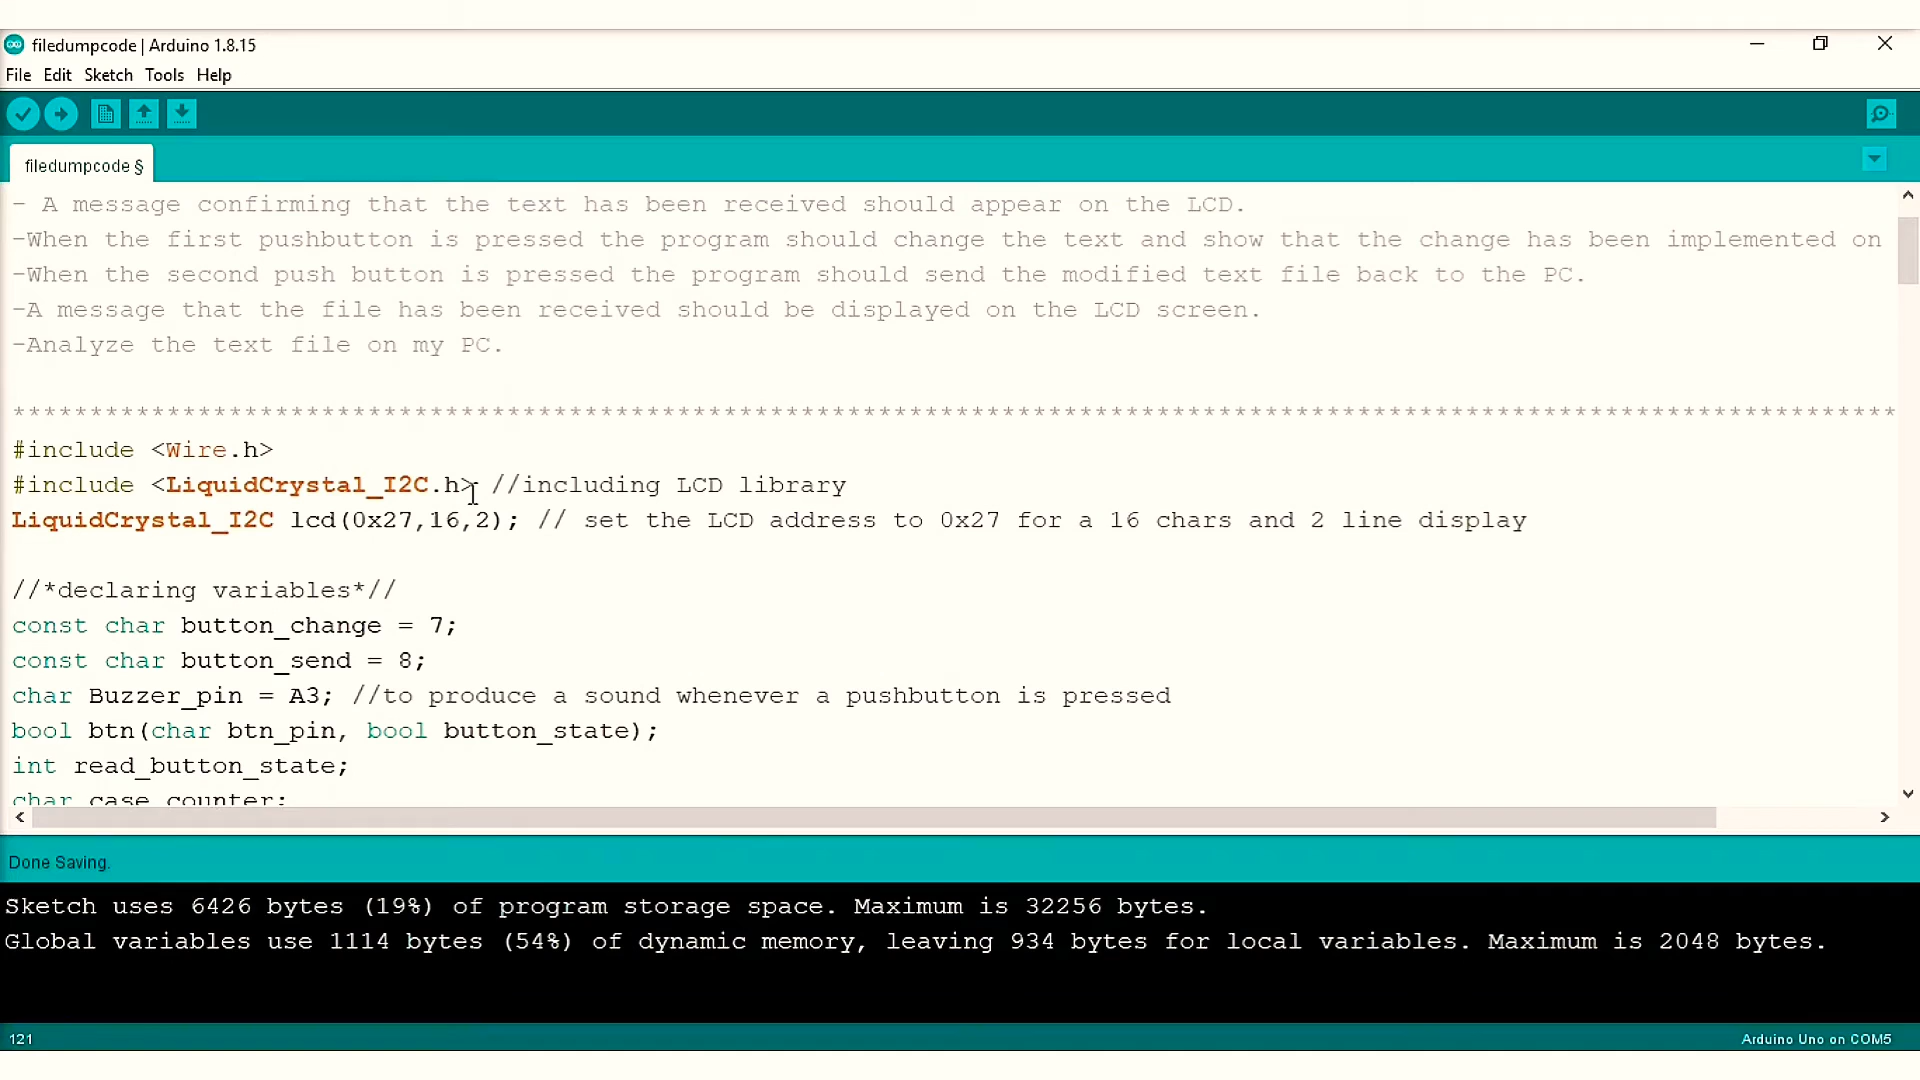 filedumpcode | Arduino 1.8.15
File Edit Sketch Tools Help
filedumpcode §
- A message confirming that the text has been received should appear on the LCD.
-When the first pushbutton is pressed the program should change the text and show that the change has been implemented on
-When the second push button is pressed the program should send the modified text file back to the PC.
-A message that the file has been received should be displayed on the LCD screen.
-Analyze the text file on my PC.
**************************************************************************************************************************
#include <Wire.h>
#include <LiquidCrystal_I2C.h> //including LCD library
LiquidCrystal_I2C lcd(0x27,16,2); // set the LCD address to 0x27 for a 16 chars and 2 line display
//*declaring variables*//
const char button_change = 7;
const char button_send = 8;
char Buzzer_pin = A3; //to produce a sound whenever a pushbutton is pressed
bool btn(char btn_pin, bool button_state);
int read_button_state;
char case_counter;
Done Saving.
Sketch uses 6426 bytes (19%) of program storage space. Maximum is 32256 bytes.
Global variables use 1114 bytes (54%) of dynamic memory, leaving 934 bytes for local variables. Maximum is 2048 bytes.
121
Arduino Uno on COM5